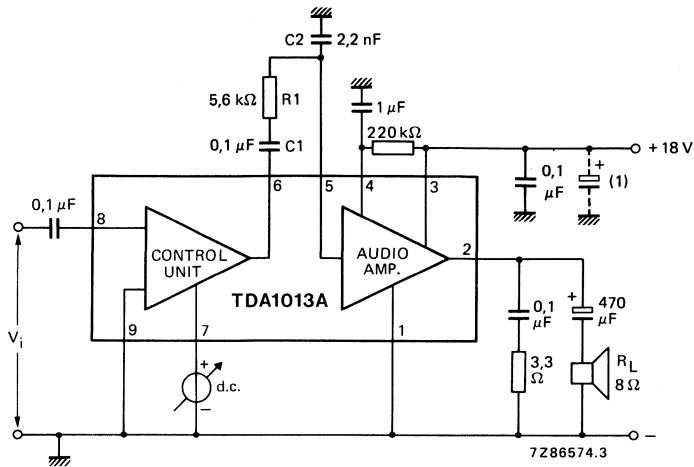 C2 2,2 nF
5,6 kΩ R1
1 µF
220 kΩ
0,1 µF C1
+ 18 V
0,1
µF
+
(1)
6
5
4
3
0,1 µF
8
2
CONTROL
UNIT
AUDIO
AMP.
TDA1013A
9
7
1
Vi
+
d.c.
−
0,1
µF
+
470
µF
3,3
Ω
RL
8 Ω
−
7Z86574.3